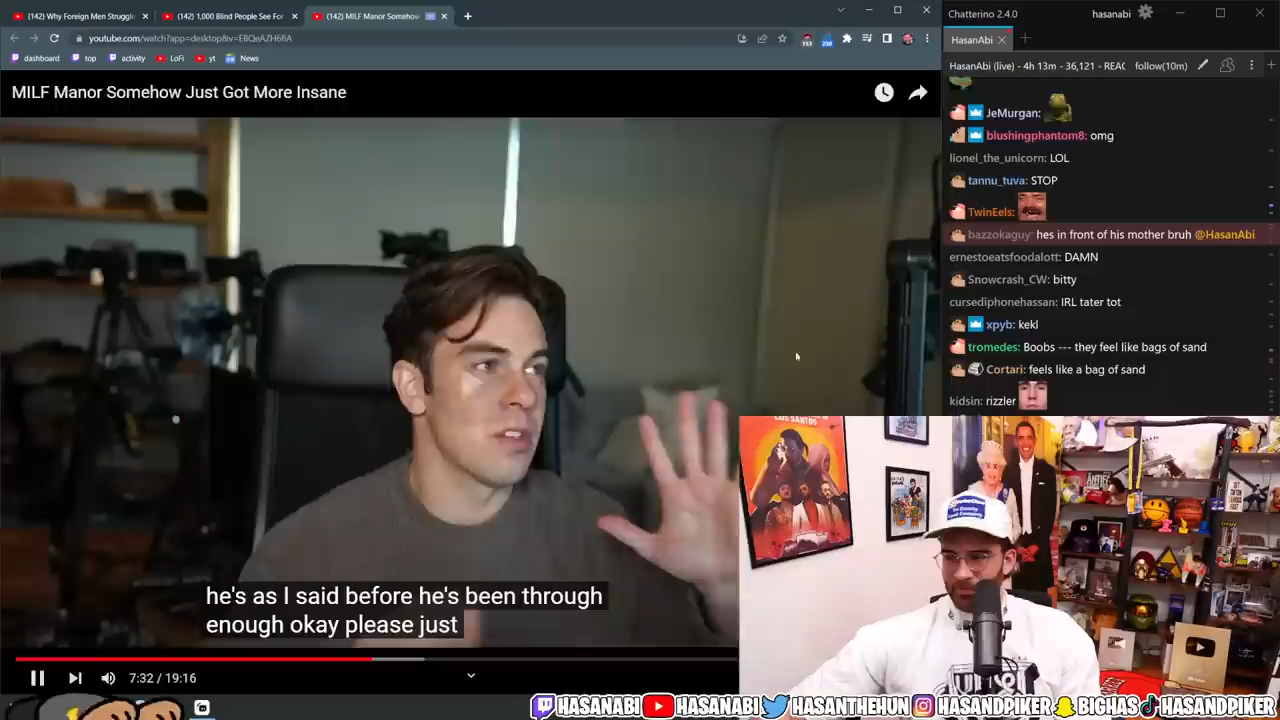 (142) Why Foreign Men Struggle
(142) 1,000 Blind People See For
(142) MILF Manor Somehow
youtube.com/watch?app=desktop&v=EBQeAZH6fIA
153
230
dashboard
top
activity
LoFi
yt
News
MILF Manor Somehow Just Got More Insane
he's as I said before he's been through
enough okay please just
7:32 / 19:16
Chatterino 2.4.0
hasanabi
HasanAbi
HasanAbi (live) - 4h 13m - 36,121 - REAC
follow(10m)
JeMurgan:
blushingphantom8: omg
lionel_the_unicorn: LOL
tannu_tuva: STOP
TwinEels:
bazzokaguy: hes in front of his mother bruh @HasanAbi
ernestoeatsfoodalott: DAMN
Snowcrash_CW: bitty
cursediphonehassan: IRL tater tot
xpyb: kekl
tromedes: Boobs --- they feel like bags of sand
Cortari: feels like a bag of sand
kidsin: rizzler
LOS SANTOS
HASANABI
HASANABI
HASANTHEHUN
HASANDPIKER
BIGHAS
HASANDPIKER